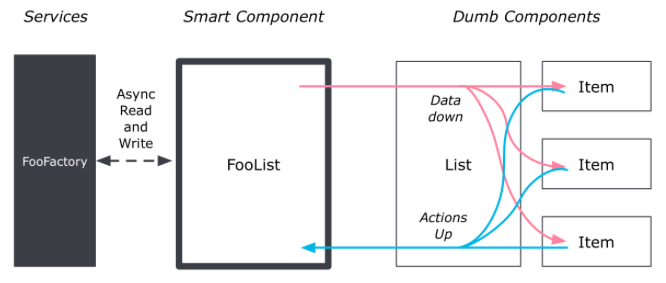 Services
Smart Component
Dumb Components
Async
Read
and
Write
FooFactory
FooList
Data
down
List
Actions
Up
Item
Item
Item